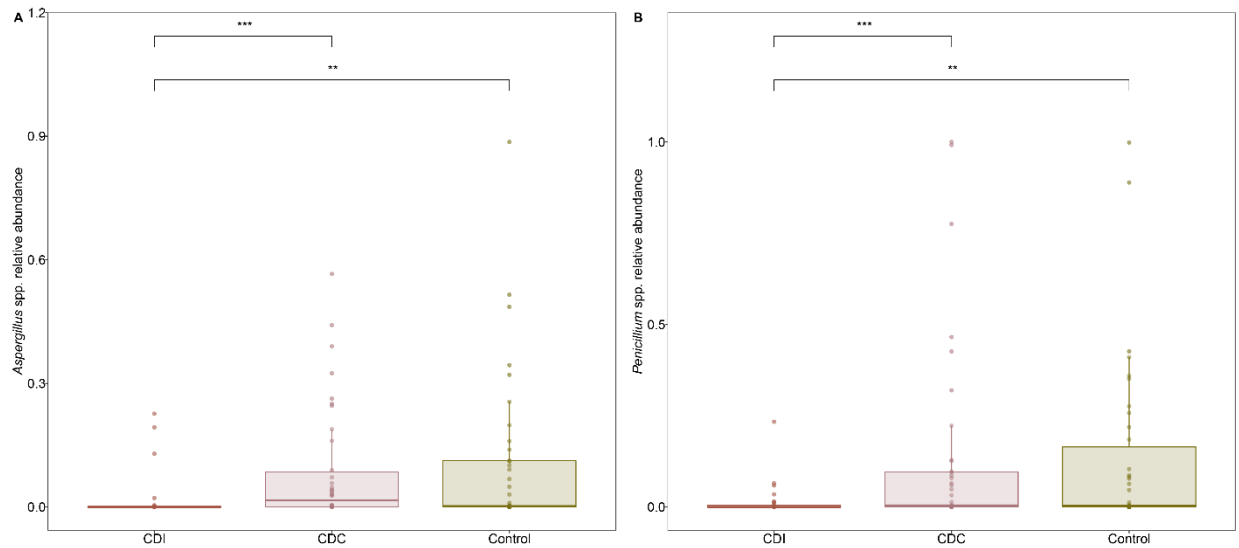 A
1.2
***
**
0.9
0.6
0.3
0.0
Aspergillus spp. relative abundance
CDI CDC Control
B
***
**
1.0
0.5
0.0
Penicillium spp. relative abundance
CDI CDC Control